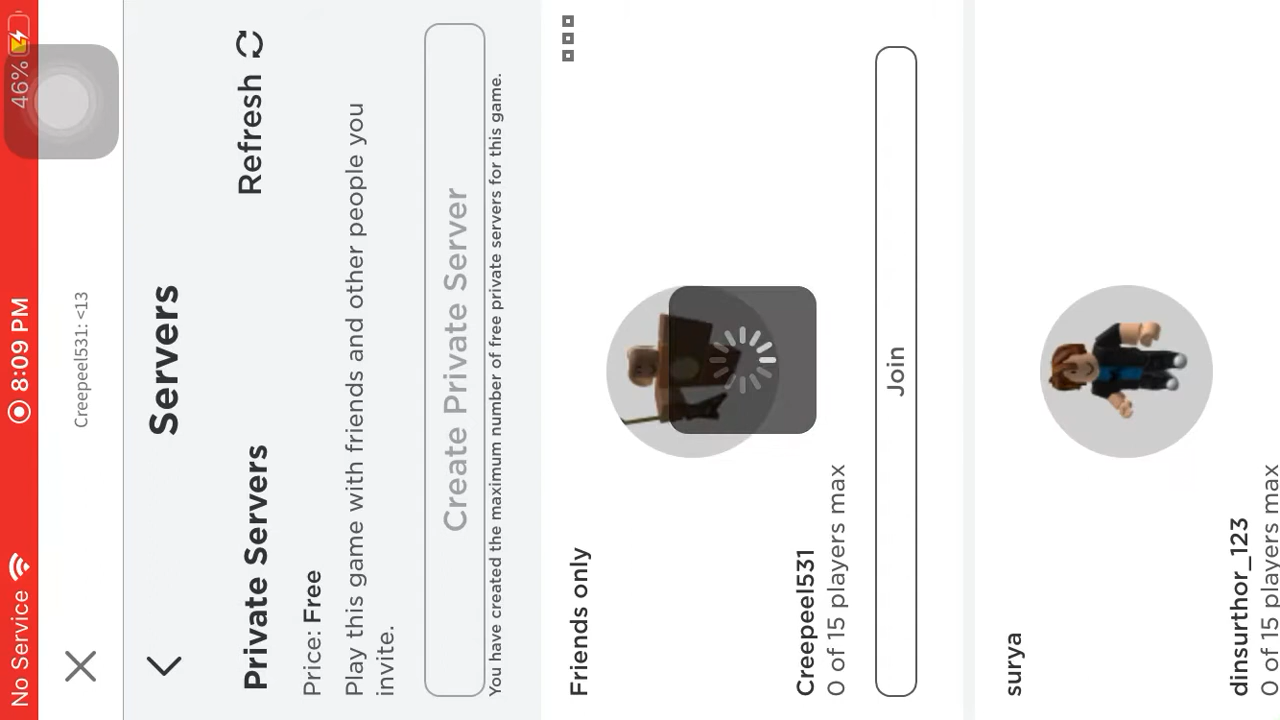 No Service 8:09 PM 46%
Creepeel531: <13
Servers
Private Servers Refresh
Price: Free
Play this game with friends and other people you
invite.
Create Private Server
You have created the maximum number of free private servers for this game.
Friends only
Creepeel531
0 of 15 players max
Join
surya
dinsurthor_123
0 of 15 players max